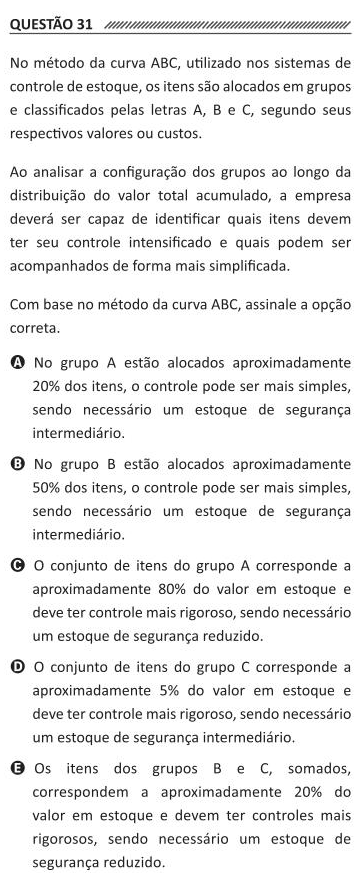 QUESTÃO 31
No método da curva ABC, utilizado nos sistemas de
controle de estoque, os itens são alocados em grupos
e classificados pelas letras A, B e C, segundo seus
respectivos valores ou custos.
Ao analisar a configuração dos grupos ao longo da
distribuição do valor total acumulado, a empresa
deverá ser capaz de identificar quais itens devem
ter seu controle intensificado e quais podem ser
acompanhados de forma mais simplificada.
Com base no método da curva ABC, assinale a opção
correta.
A No grupo A estão alocados aproximadamente
20% dos itens, o controle pode ser mais simples,
sendo necessário um estoque de segurança
intermediário.
B No grupo B estão alocados aproximadamente
50% dos itens, o controle pode ser mais simples,
sendo necessário um estoque de segurança
intermediário.
C O conjunto de itens do grupo A corresponde a
aproximadamente 80% do valor em estoque e
deve ter controle mais rigoroso, sendo necessário
um estoque de segurança reduzido.
D O conjunto de itens do grupo C corresponde a
aproximadamente 5% do valor em estoque e
deve ter controle mais rigoroso, sendo necessário
um estoque de segurança intermediário.
E Os itens dos grupos B e C, somados,
correspondem a aproximadamente 20% do
valor em estoque e devem ter controles mais
rigorosos, sendo necessário um estoque de
segurança reduzido.